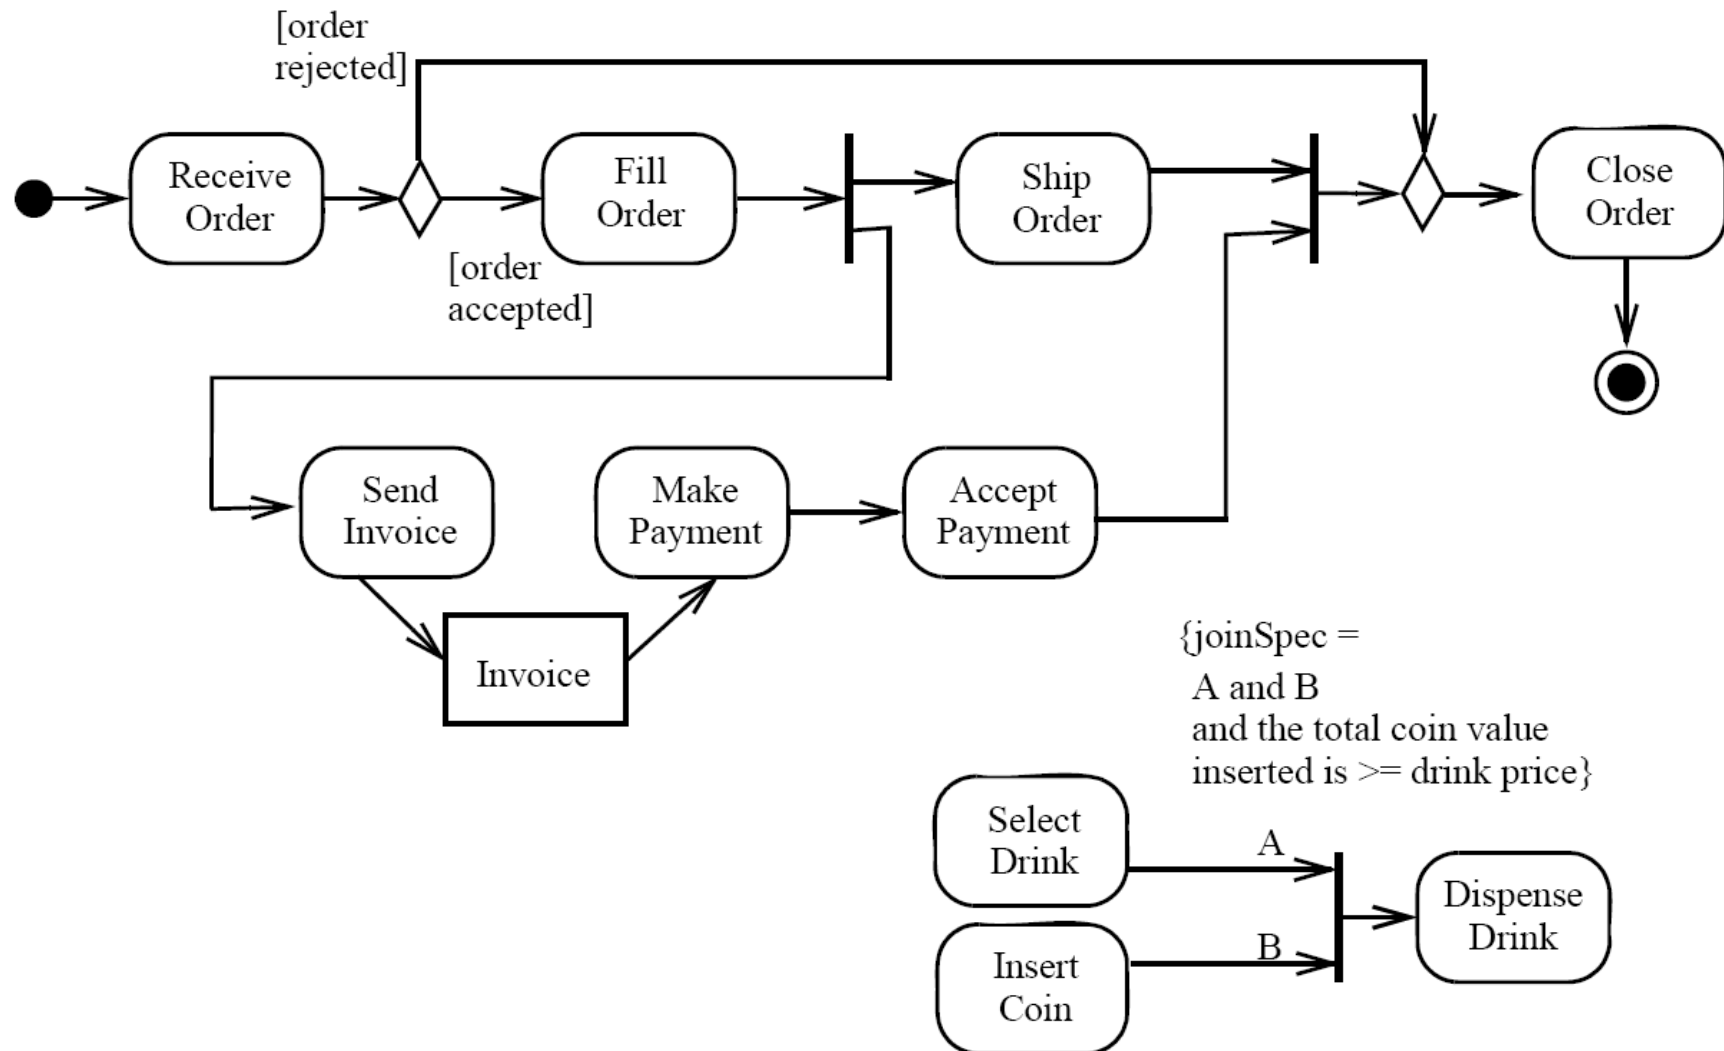 [order
rejected]
Receive
Order
Fill
Order
Ship
Order
Close
Order
[order
accepted]
Send
Invoice
Make
Payment
Accept
Payment
Invoice
{joinSpec =
A and B
and the total coin value
inserted is >= drink price}
Select
Drink
A
Dispense
Drink
B
Insert
Coin